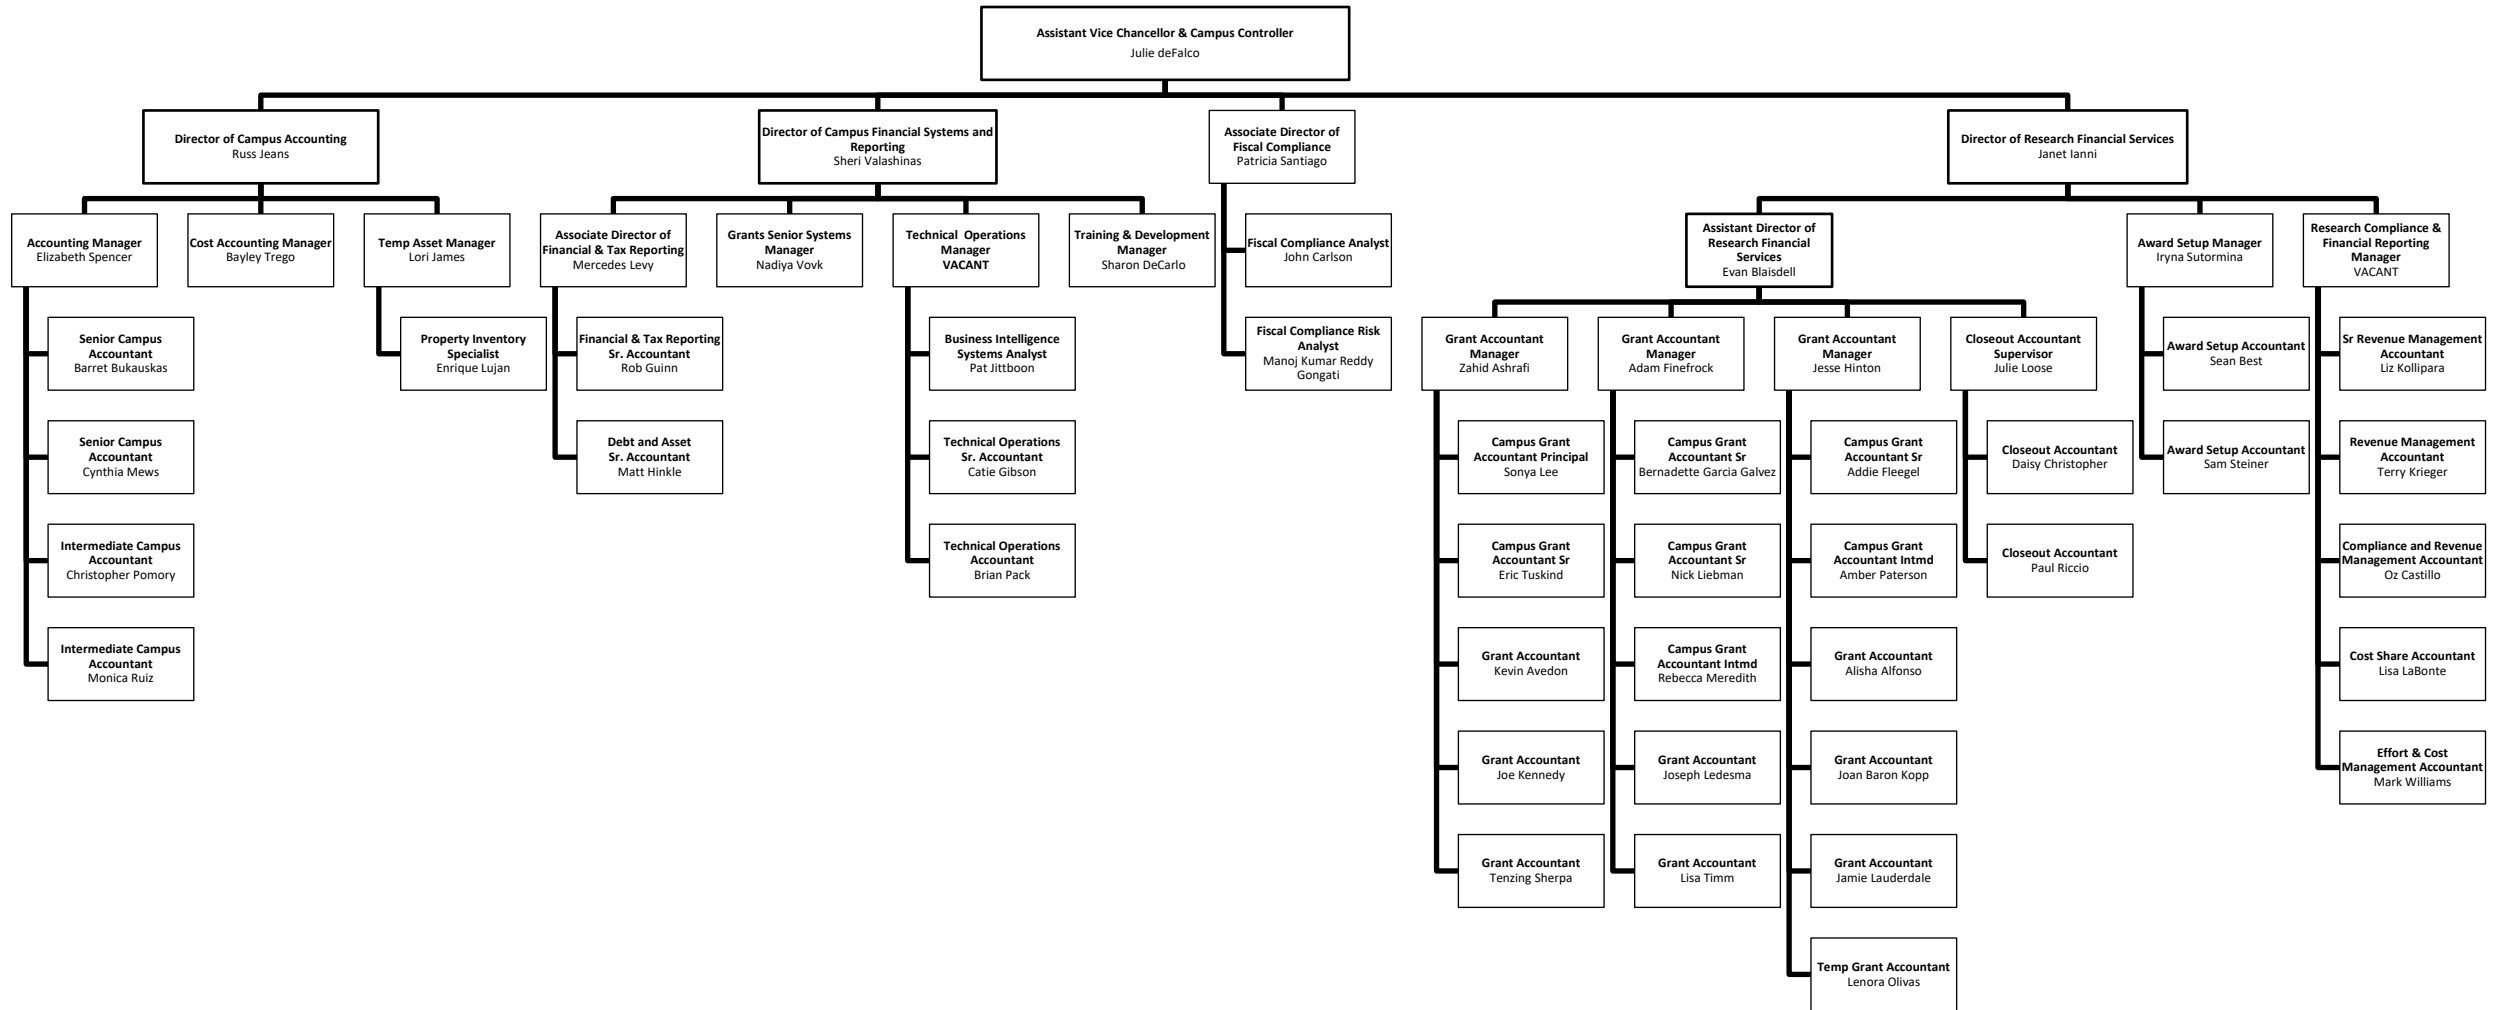 Assistant Vice Chancellor & Campus Controller
Julie deFalco
Director of Campus Accounting
Russ Jeans
Director of Campus Financial Systems and
Reporting
Sheri Valashinas
Associate Director of
Fiscal Compliance
Patricia Santiago
Director of Research Financial Services
Janet Ianni
Accounting Manager
Elizabeth Spencer
Cost Accounting Manager
Bayley Trego
Temp Asset Manager
Lori James
Associate Director of
Financial & Tax Reporting
Mercedes Levy
Grants Senior Systems
Manager
Nadiya Vovk
Technical Operations
Manager
VACANT
Training & Development
Manager
Sharon DeCarlo
Fiscal Compliance Analyst
John Carlson
Assistant Director of
Research Financial
Services
Evan Blaisdell
Award Setup Manager
Iryna Sutormina
Research Compliance &
Financial Reporting
Manager
VACANT
Senior Campus
Accountant
Barret Bukauskas
Property Inventory
Specialist
Enrique Lujan
Financial & Tax Reporting
Sr. Accountant
Rob Guinn
Business Intelligence
Systems Analyst
Pat Jittboon
Fiscal Compliance Risk
Analyst
Manoj Kumar Reddy
Gongati
Grant Accountant
Manager
Zahid Ashrafi
Grant Accountant
Manager
Adam Finefrock
Grant Accountant
Manager
Jesse Hinton
Closeout Accountant
Supervisor
Julie Loose
Award Setup Accountant
Sean Best
Sr Revenue Management
Accountant
Liz Kollipara
Senior Campus
Accountant
Cynthia Mews
Debt and Asset
Sr. Accountant
Matt Hinkle
Technical Operations
Sr. Accountant
Catie Gibson
Campus Grant
Accountant Principal
Sonya Lee
Campus Grant
Accountant Sr
Bernadette Garcia Galvez
Campus Grant
Accountant Sr
Addie Fleegel
Closeout Accountant
Daisy Christopher
Award Setup Accountant
Sam Steiner
Revenue Management
Accountant
Terry Krieger
Intermediate Campus
Accountant
Christopher Pomory
Technical Operations
Accountant
Brian Pack
Campus Grant
Accountant Sr
Eric Tuskind
Campus Grant
Accountant Sr
Nick Liebman
Campus Grant
Accountant Intmd
Amber Paterson
Closeout Accountant
Paul Riccio
Compliance and Revenue
Management Accountant
Oz Castillo
Intermediate Campus
Accountant
Monica Ruiz
Grant Accountant
Kevin Avedon
Campus Grant
Accountant Intmd
Rebecca Meredith
Grant Accountant
Alisha Alfonso
Cost Share Accountant
Lisa LaBonte
Grant Accountant
Joe Kennedy
Grant Accountant
Joseph Ledesma
Grant Accountant
Joan Baron Kopp
Effort & Cost
Management Accountant
Mark Williams
Grant Accountant
Tenzing Sherpa
Grant Accountant
Lisa Timm
Grant Accountant
Jamie Lauderdale
Temp Grant Accountant
Lenora Olivas